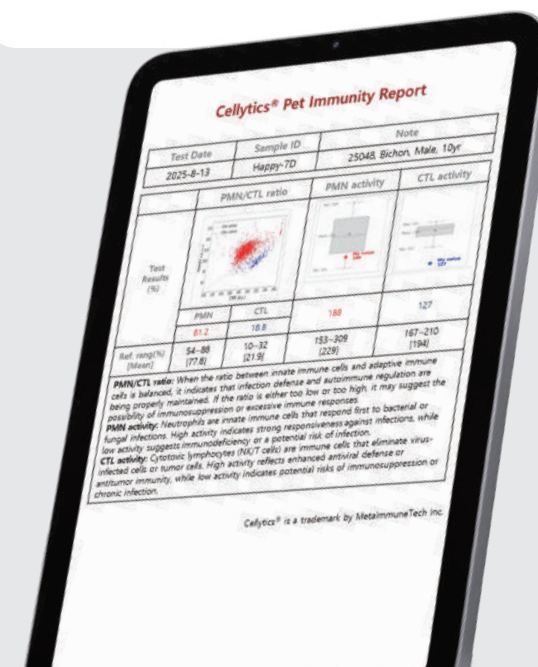 Cellytics® Pet Immunity Report
Test Date Sample ID Note
2025-8-13 Happy-7D 25048, Bichon, Male, 10yr
PMN/CTL ratio PMN activity CTL activity
Test
Results
[%]
PMN CTL
81.2 18.8 188 127
Ref. rang(%) 54-88 10-32 153-309 167-210
[Mean] [77.8] [21.9] [229] [194]
PMN/CTL ratio: When the ratio between innate immune cells and adaptive immune
cells is balanced, it indicates that infection defense and autoimmune regulation are
being properly maintained. If the ratio is either too low or too high, it may suggest the
possibility of immunosuppression or excessive immune responses.
PMN activity: Neutrophils are innate immune cells that respond first to bacterial or
fungal infections. High activity indicates strong responsiveness against infections, while
low activity suggests immunodeficiency or a potential risk of infection.
CTL activity: Cytotoxic lymphocytes (NK/T cells) are immune cells that eliminate virus-
infected cells or tumor cells. High activity reflects enhanced antiviral defense or
antitumor immunity, while low activity indicates potential risks of immunosuppression or
chronic infection.
Cellytics® is a trademark by MetaImmuneTech Inc.